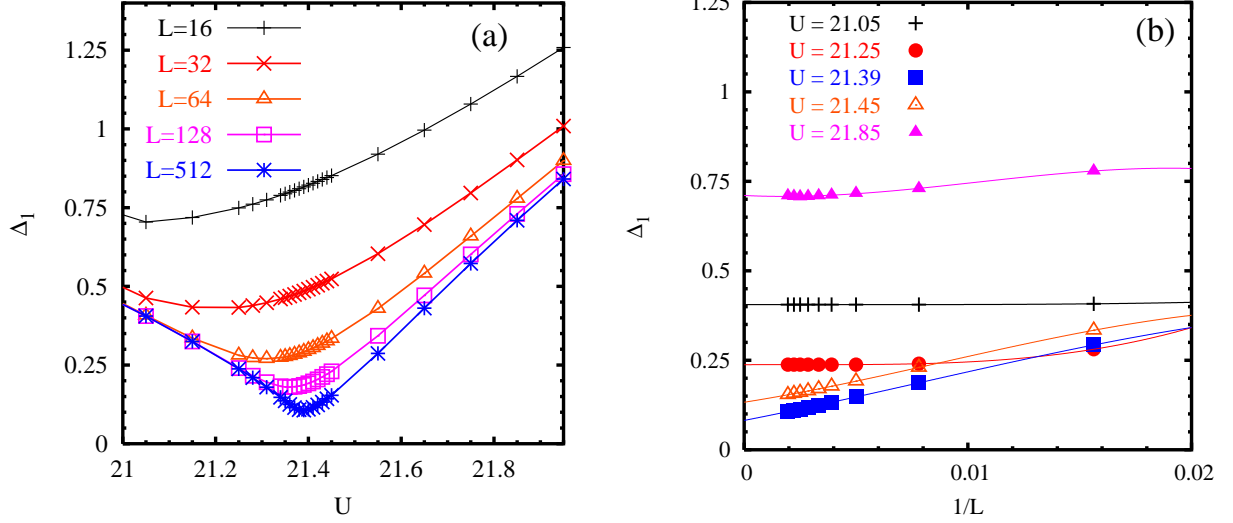 (a)
L=16
L=32
L=64
L=128
L=512
1.25
1
0.75
0.5
0.25
0
Δ1
21
21.2
21.4
21.6
21.8
U
(b)
U = 21.05
U = 21.25
U = 21.39
U = 21.45
U = 21.85
1.25
1
0.75
0.5
0.25
0
Δ1
0
0.01
0.02
1/L